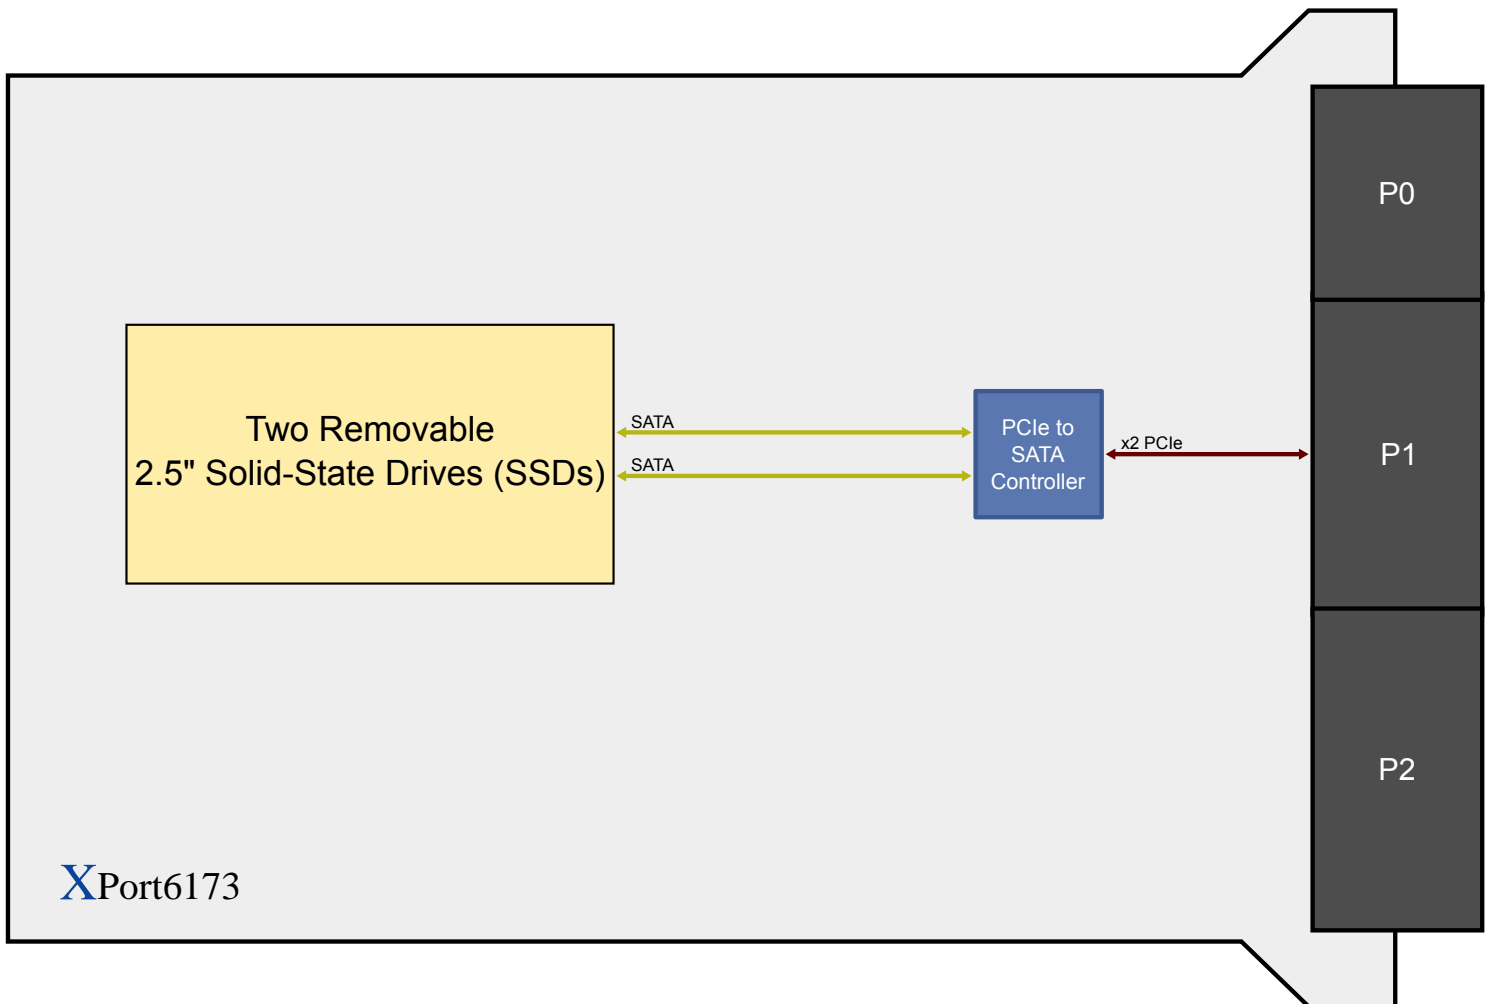 P0
Two Removable
2.5" Solid-State Drives (SSDs)
SATA
SATA
PCIe to
SATA
Controller
x2 PCIe
P1
P2
XPort6173